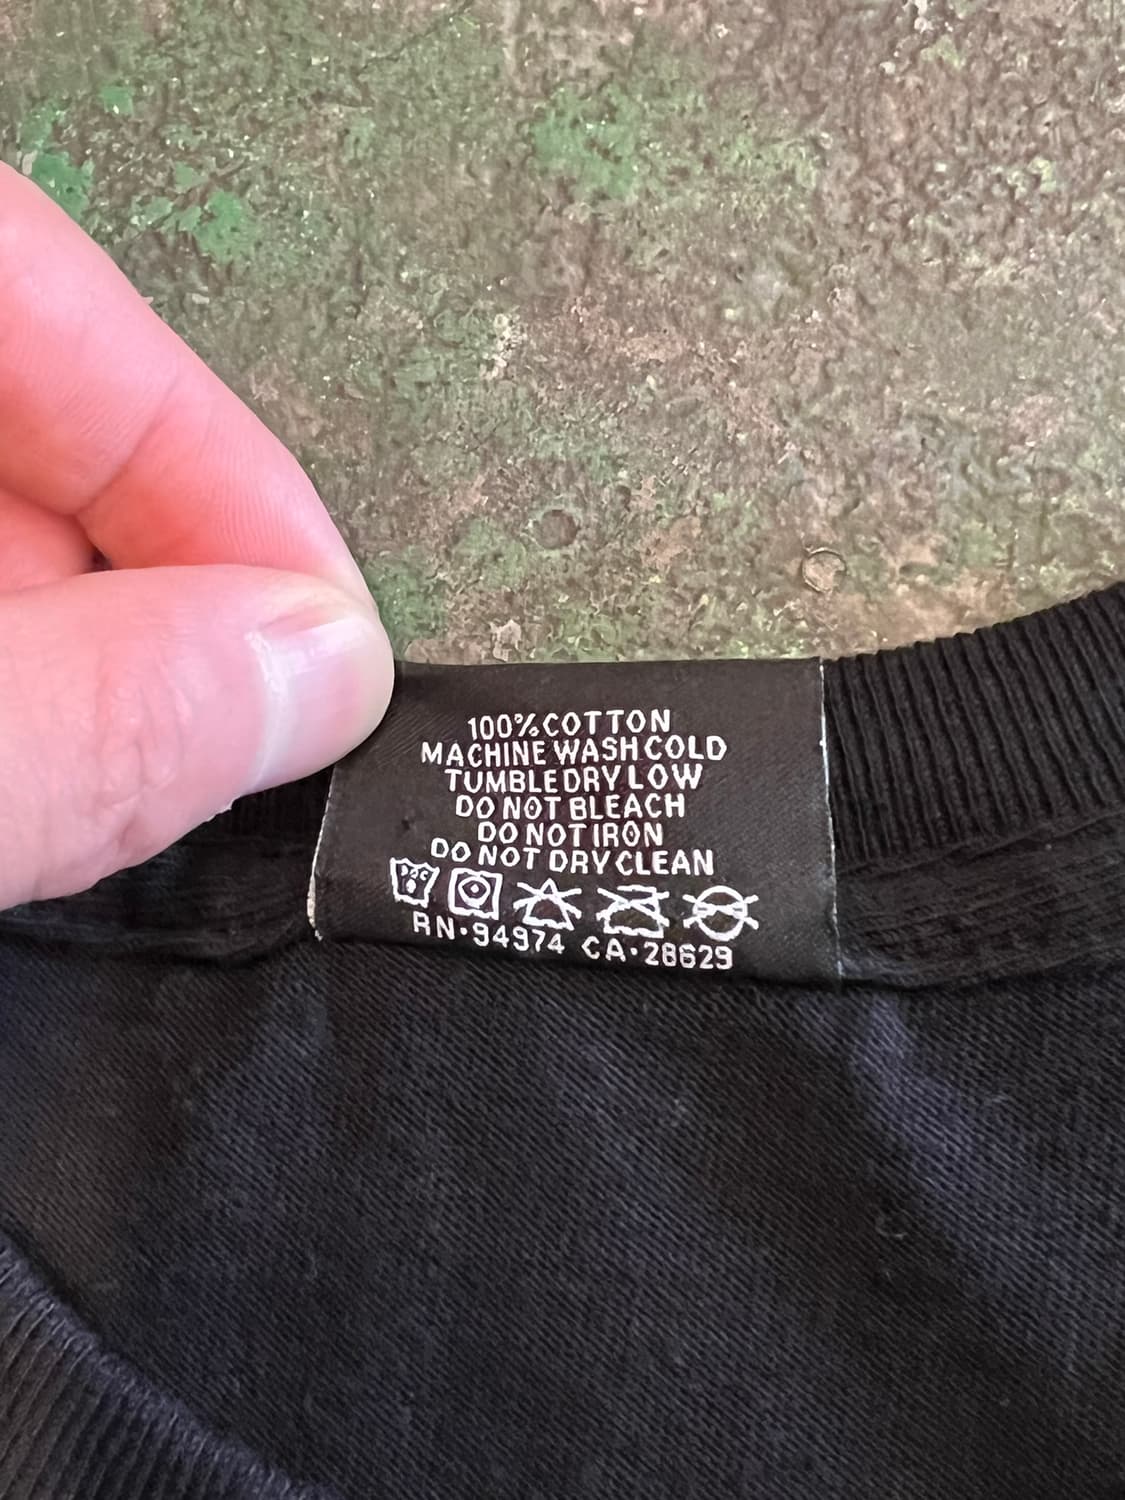 100% COTTON
MACHINE WASH COLD
TUMBLE DRY LOW
DO NOT BLEACH
DO NOT IRON
DO NOT DRY CLEAN
RN·94974 CA·28629